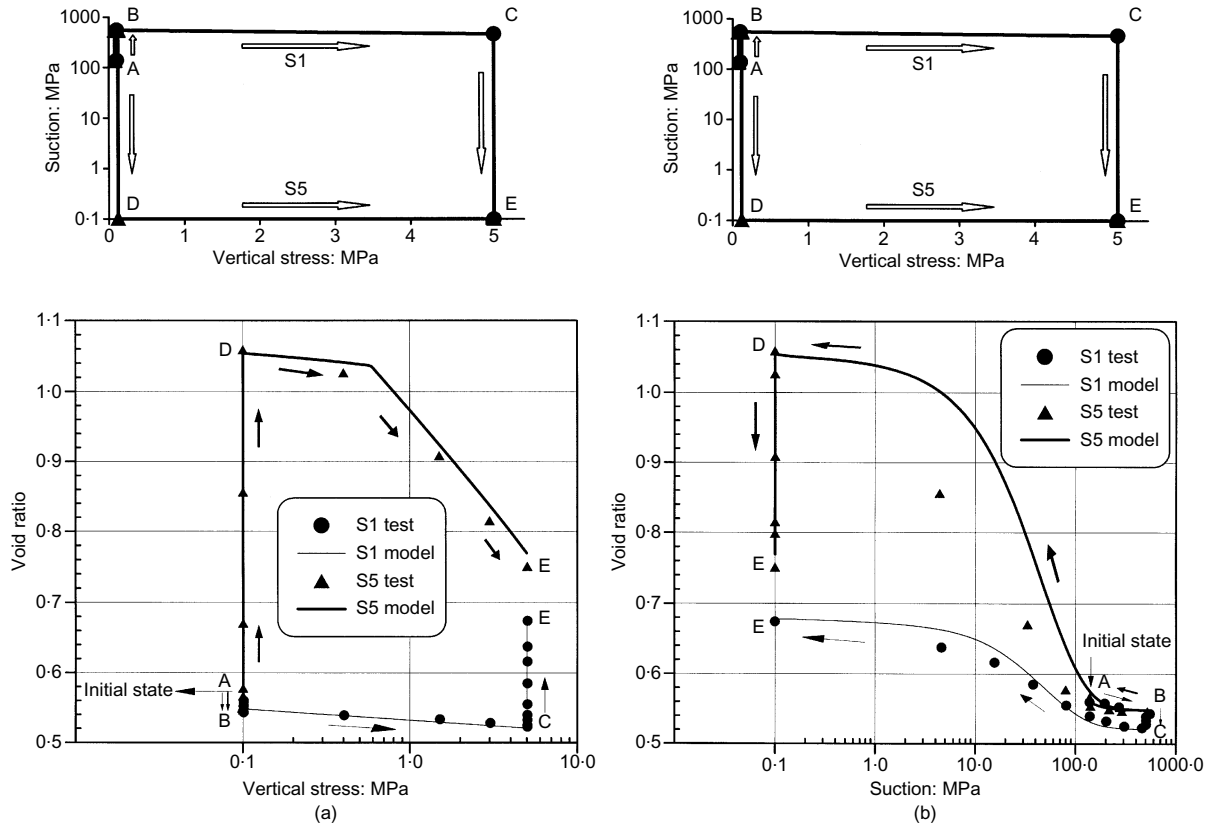 B
C
A
S1
S5
D
E
1000
100
10
1
0·1
Suction: MPa
0
1
2
3
4
5
Vertical stress: MPa
B
C
A
S1
S5
D
E
1000
100
10
1
0·1
Suction: MPa
0
1
2
3
4
5
Vertical stress: MPa
1·1
1·0
0·9
0·8
0·7
0·6
0·5
Void ratio
D
E
E
A
Initial state
B
C
S1 test
S1 model
S5 test
S5 model
0·1
1·0
10·0
Vertical stress: MPa
(a)
1·1
1·0
0·9
0·8
0·7
0·6
0·5
Void ratio
S1 test
S1 model
S5 test
S5 model
D
E
E
Initial state
A
B
C
0·1
1·0
10·0
100·0
1000·0
Suction: MPa
(b)